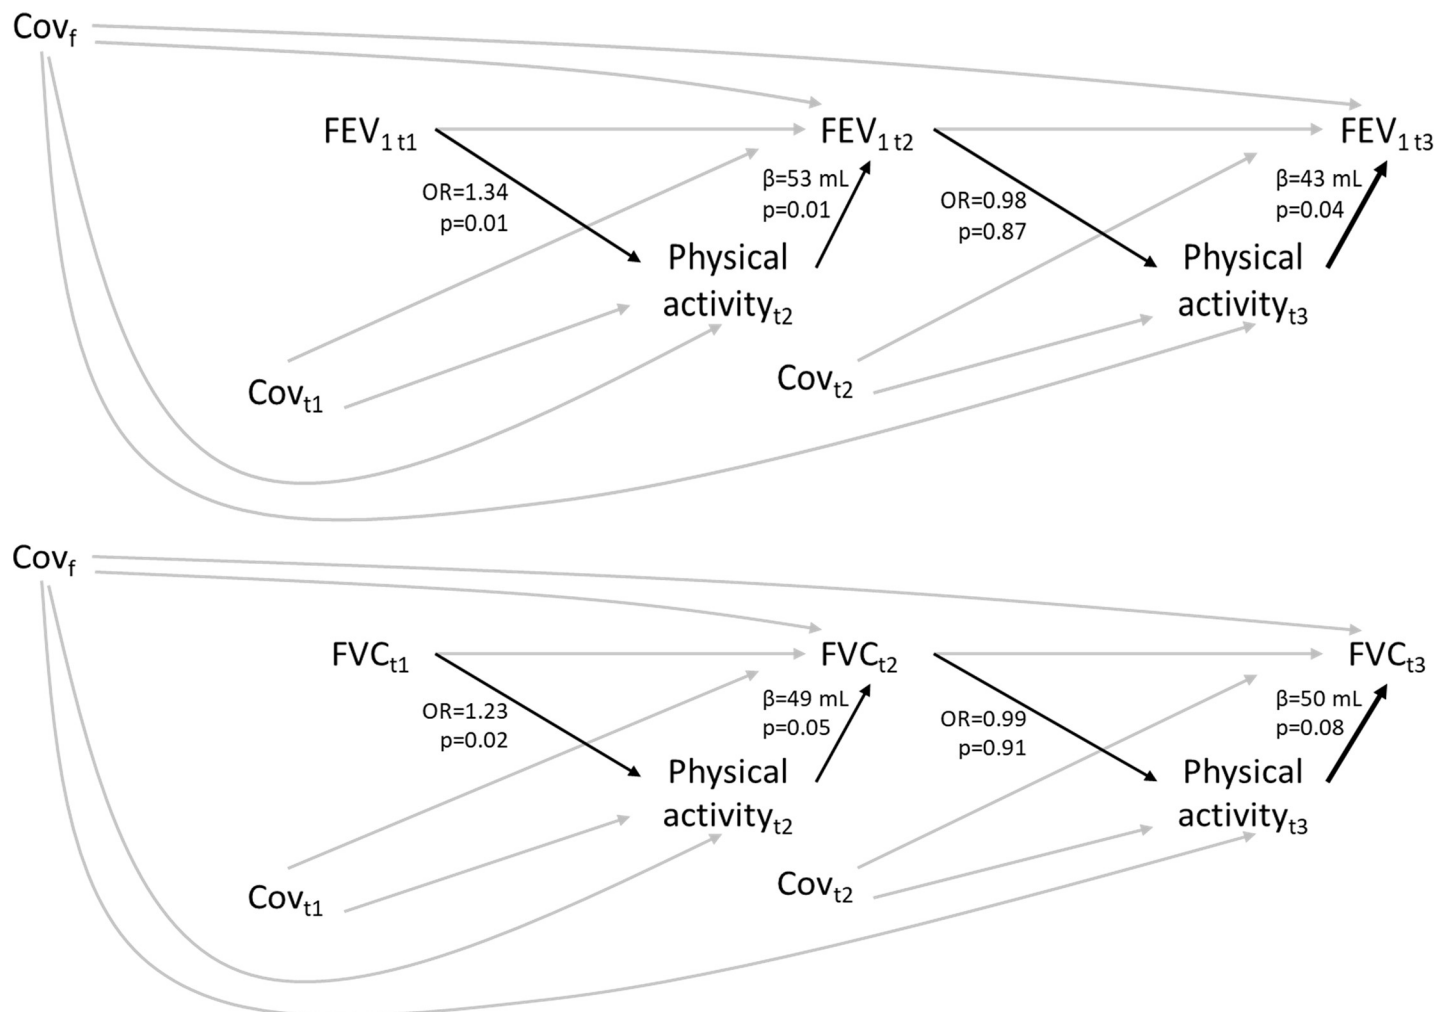 Cov_f
FEV_1 t1
FEV_1 t2
FEV_1 t3
OR=1.34
p=0.01
β=53 mL
p=0.01
OR=0.98
p=0.87
β=43 mL
p=0.04
Physical
activity_t2
Physical
activity_t3
Cov_t1
Cov_t2
Cov_f
FVC_t1
FVC_t2
FVC_t3
OR=1.23
p=0.02
β=49 mL
p=0.05
OR=0.99
p=0.91
β=50 mL
p=0.08
Physical
activity_t2
Physical
activity_t3
Cov_t1
Cov_t2